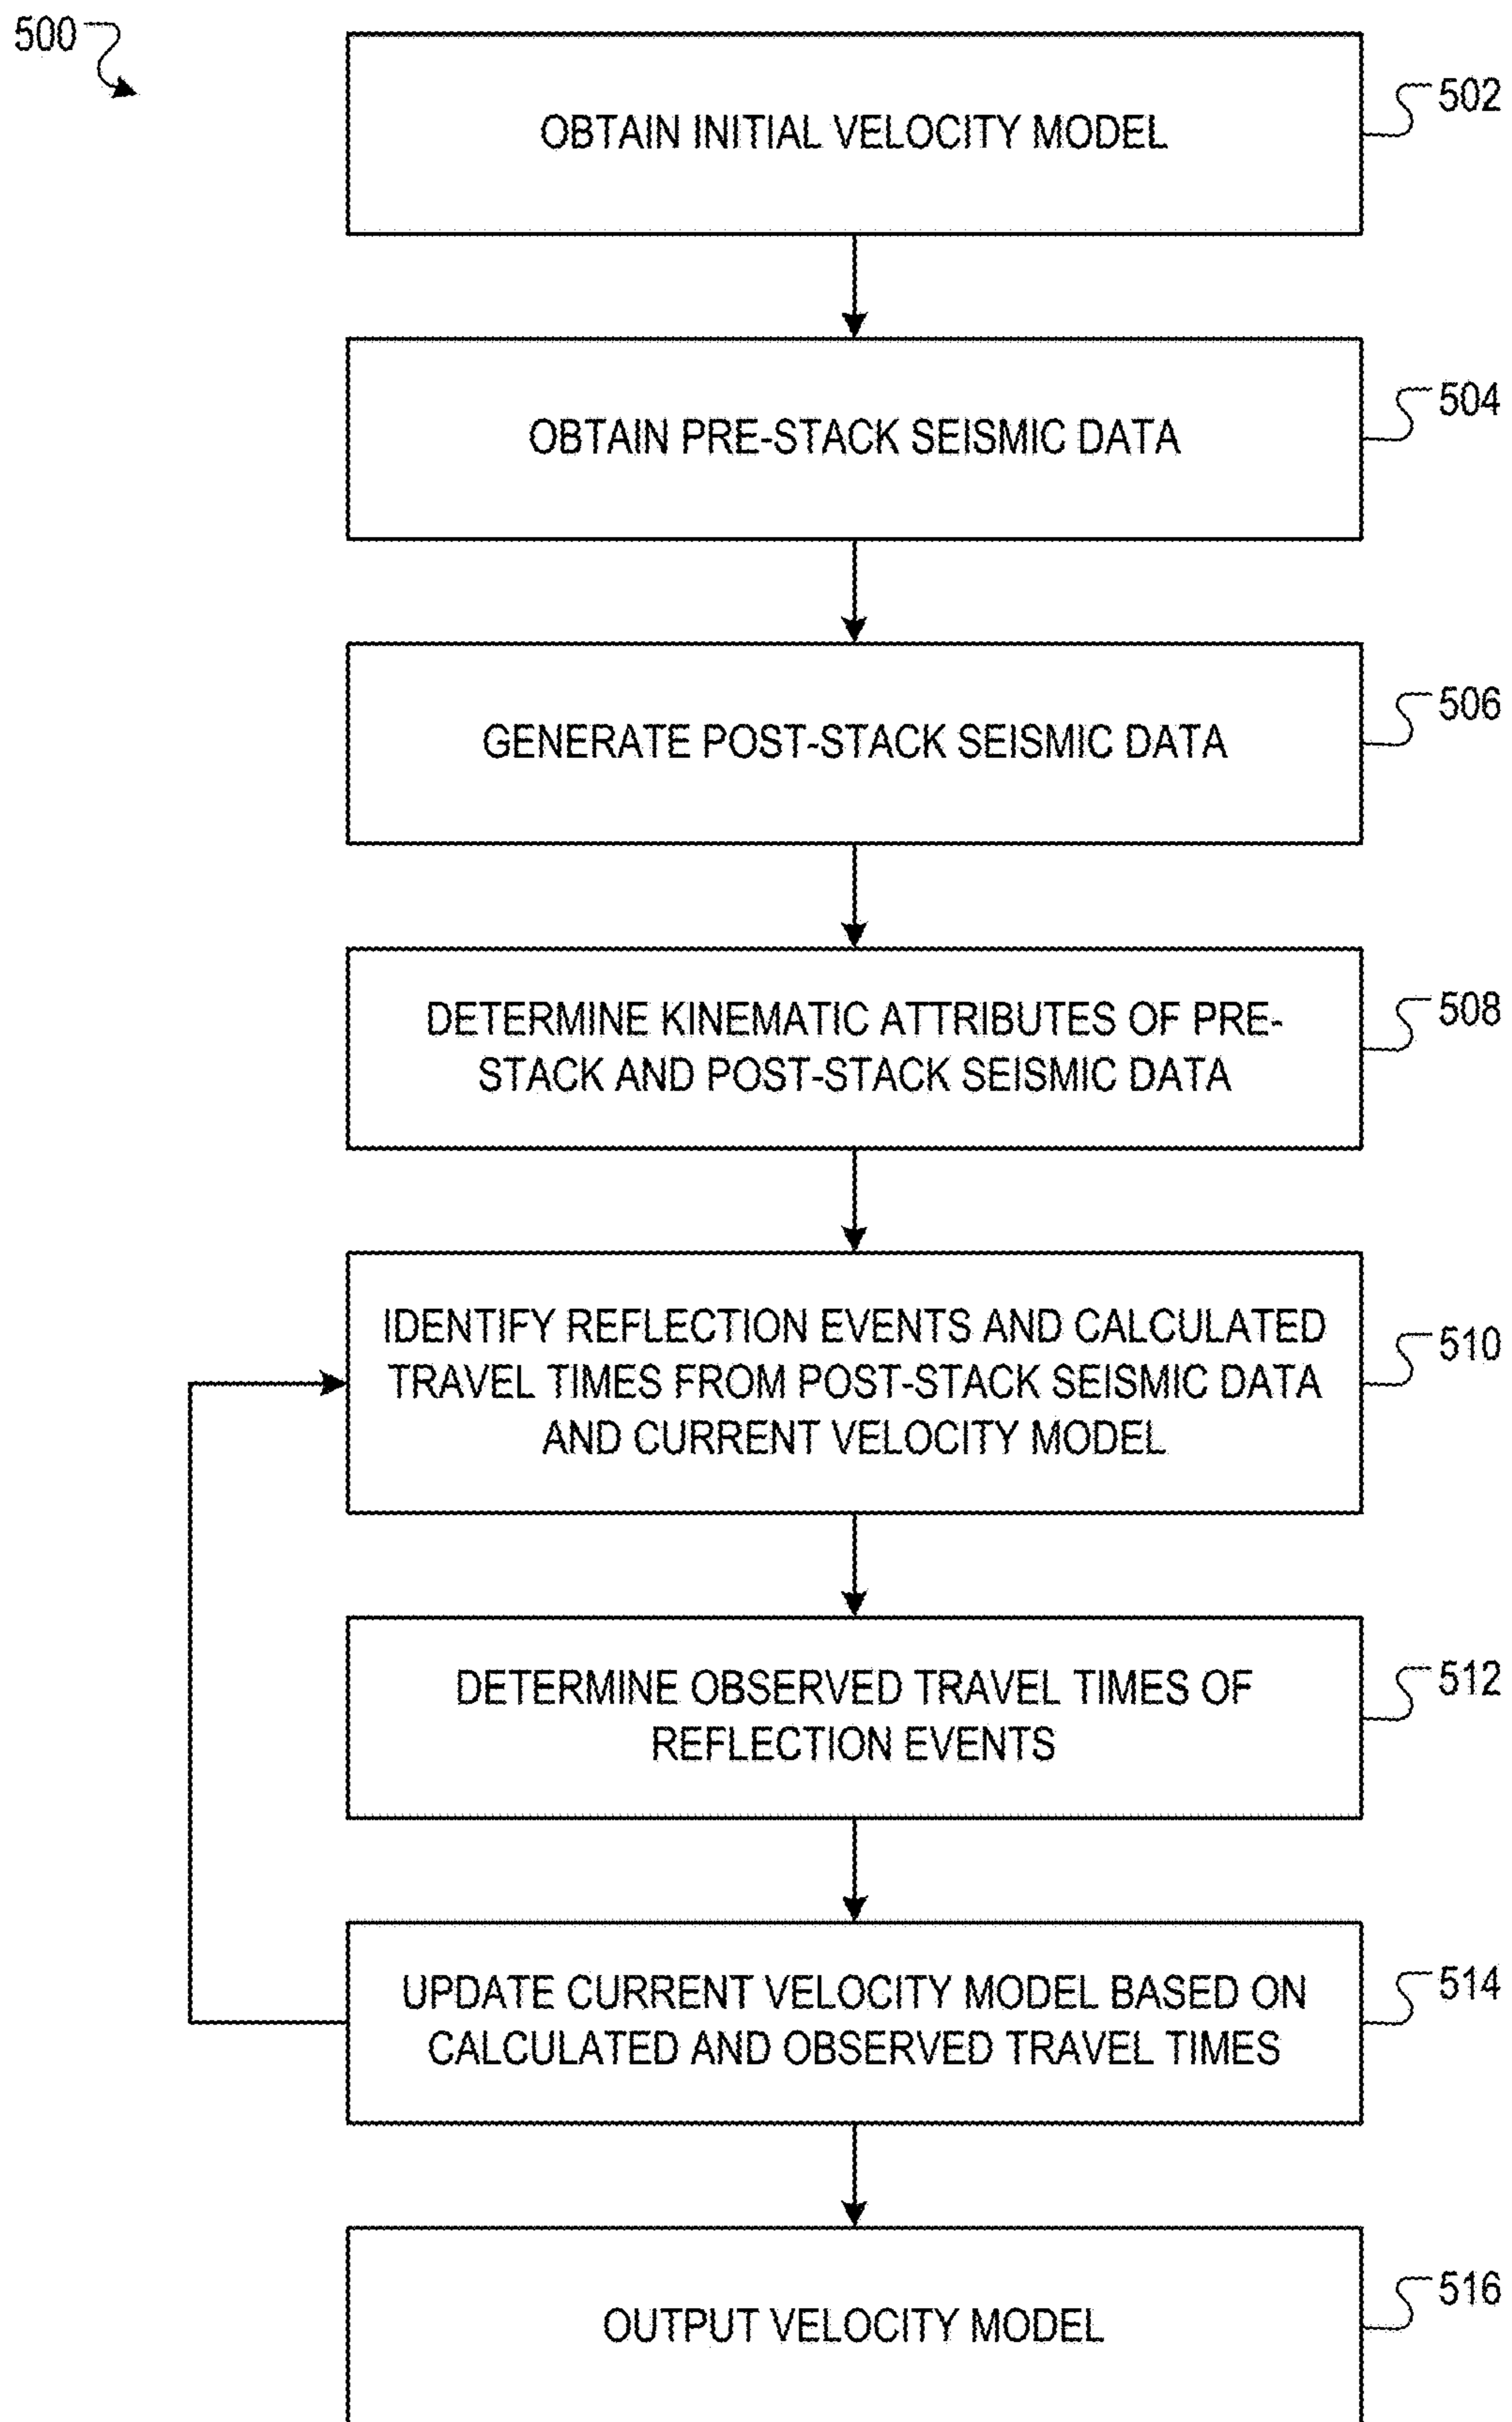 500
OBTAIN INITIAL VELOCITY MODEL
502
OBTAIN PRE-STACK SEISMIC DATA
504
GENERATE POST-STACK SEISMIC DATA
506
DETERMINE KINEMATIC ATTRIBUTES OF PRE-
STACK AND POST-STACK SEISMIC DATA
508
IDENTIFY REFLECTION EVENTS AND CALCULATED
TRAVEL TIMES FROM POST-STACK SEISMIC DATA
AND CURRENT VELOCITY MODEL
510
DETERMINE OBSERVED TRAVEL TIMES OF
REFLECTION EVENTS
512
UPDATE CURRENT VELOCITY MODEL BASED ON
CALCULATED AND OBSERVED TRAVEL TIMES
514
OUTPUT VELOCITY MODEL
516